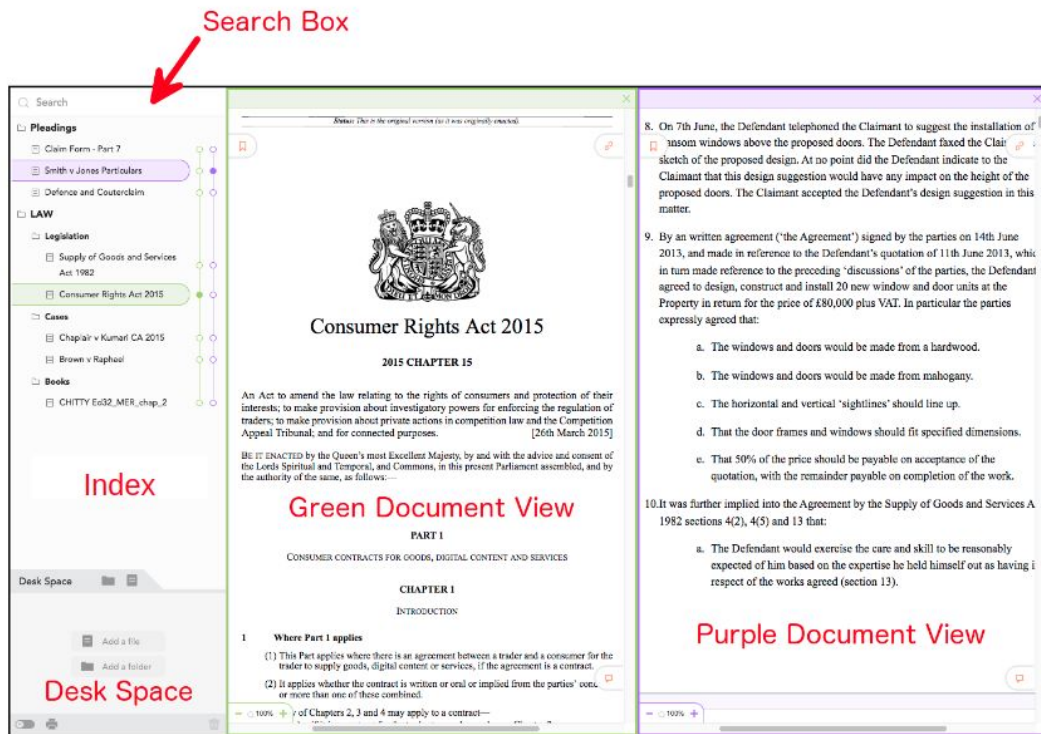 Search Box
Search
Pleadings
Claim Form - Part 7
Smith v Jones Particulars
Defence and Couterclaim
LAW
Legislation
Supply of Goods and Services
Act 1982
Consumer Rights Act 2015
Cases
Chaplair v Kumari CA 2015
Brown v Raphael
Books
CHITTY Ed32_MER_chap_2
Index
Desk Space
Add a file
Add a folder
Desk Space
Status: This is the original version (as it was originally enacted).
Consumer Rights Act 2015
2015 CHAPTER 15
An Act to amend the law relating to the rights of consumers and protection of their
interests; to make provision about investigatory powers for enforcing the regulation of
traders; to make provision about private actions in competition law and the Competition
Appeal Tribunal; and for connected purposes. [26th March 2015]
BE IT ENACTED by the Queen's most Excellent Majesty, by and with the advice and consent of
the Lords Spiritual and Temporal, and Commons, in this present Parliament assembled, and by
the authority of the same, as follows:—
Green Document View
PART 1
CONSUMER CONTRACTS FOR GOODS, DIGITAL CONTENT AND SERVICES
CHAPTER 1
INTRODUCTION
1 Where Part 1 applies
(1) This Part applies where there is an agreement between a trader and a consumer for the
trader to supply goods, digital content or services, if the agreement is a contract.
(2) It applies whether the contract is written or oral or implied from the parties'
or more than one of these combined.
of Chapters 2, 3 and 4 may apply to a contract—
100%
8. On 7th June, the Defendant telephoned the Claimant to suggest the installation of
ransom windows above the proposed doors. The Defendant faxed the
sketch of the proposed design. At no point did the Defendant indicate to the
Claimant that this design suggestion would have any impact on the height of the
proposed doors. The Claimant accepted the Defendant's design suggestion in this
matter.
9. By an written agreement ('the Agreement') signed by the parties on 14th June
2013, and made in reference to the Defendant's quotation of 11th June 2013, whic
in turn made reference to the preceding 'discussions' of the parties, the Defendant
agreed to design, construct and install 20 new window and door units at the
Property in return for the price of £80,000 plus VAT. In particular the parties
expressly agreed that:
a. The windows and doors would be made from a hardwood.
b. The windows and doors would be made from mahogany.
c. The horizontal and vertical 'sightlines' should line up.
d. That the door frames and windows should fit specified dimensions.
e. That 50% of the price should be payable on acceptance of the
quotation, with the remainder payable on completion of the work.
10.It was further implied into the Agreement by the Supply of Goods and Services A
1982 sections 4(2), 4(5) and 13 that:
a. The Defendant would exercise the care and skill to be reasonably
expected of him based on the expertise he held himself out as having i
respect of the works agreed (section 13).
Purple Document View
100%